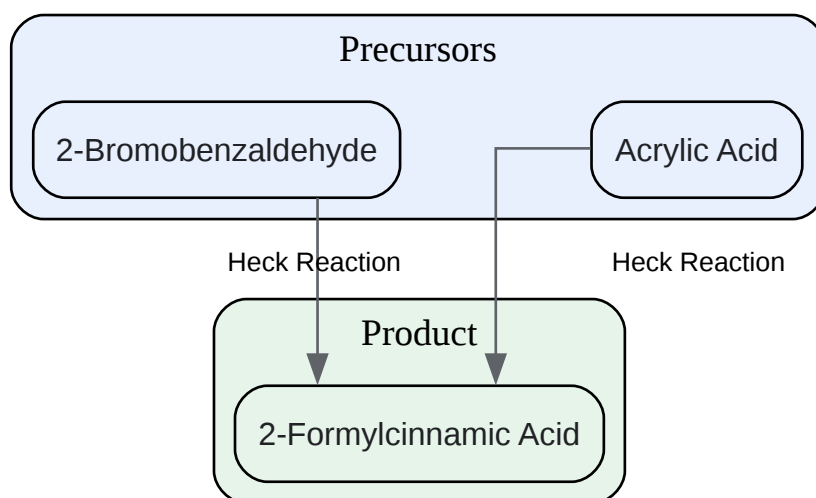 Precursors
2-Bromobenzaldehyde
Acrylic Acid
Heck Reaction
Heck Reaction
Product
2-Formylcinnamic Acid